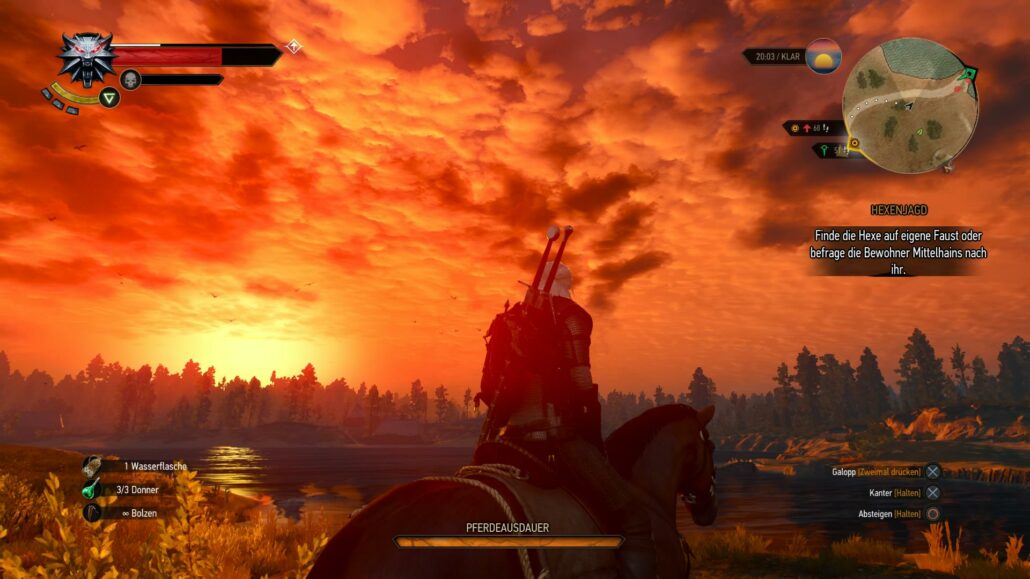 20:03 / KLAR
68
HEXENJAGD
Finde die Hexe auf eigene Faust oder
befrage die Bewohner Mittelhains nach
ihr.
1 Wasserflasche
3/3 Donner
∞ Bolzen
PFERDEAUSDAUER
Galopp [Zweimal drücken]
Kanter [Halten]
Absteigen [Halten]